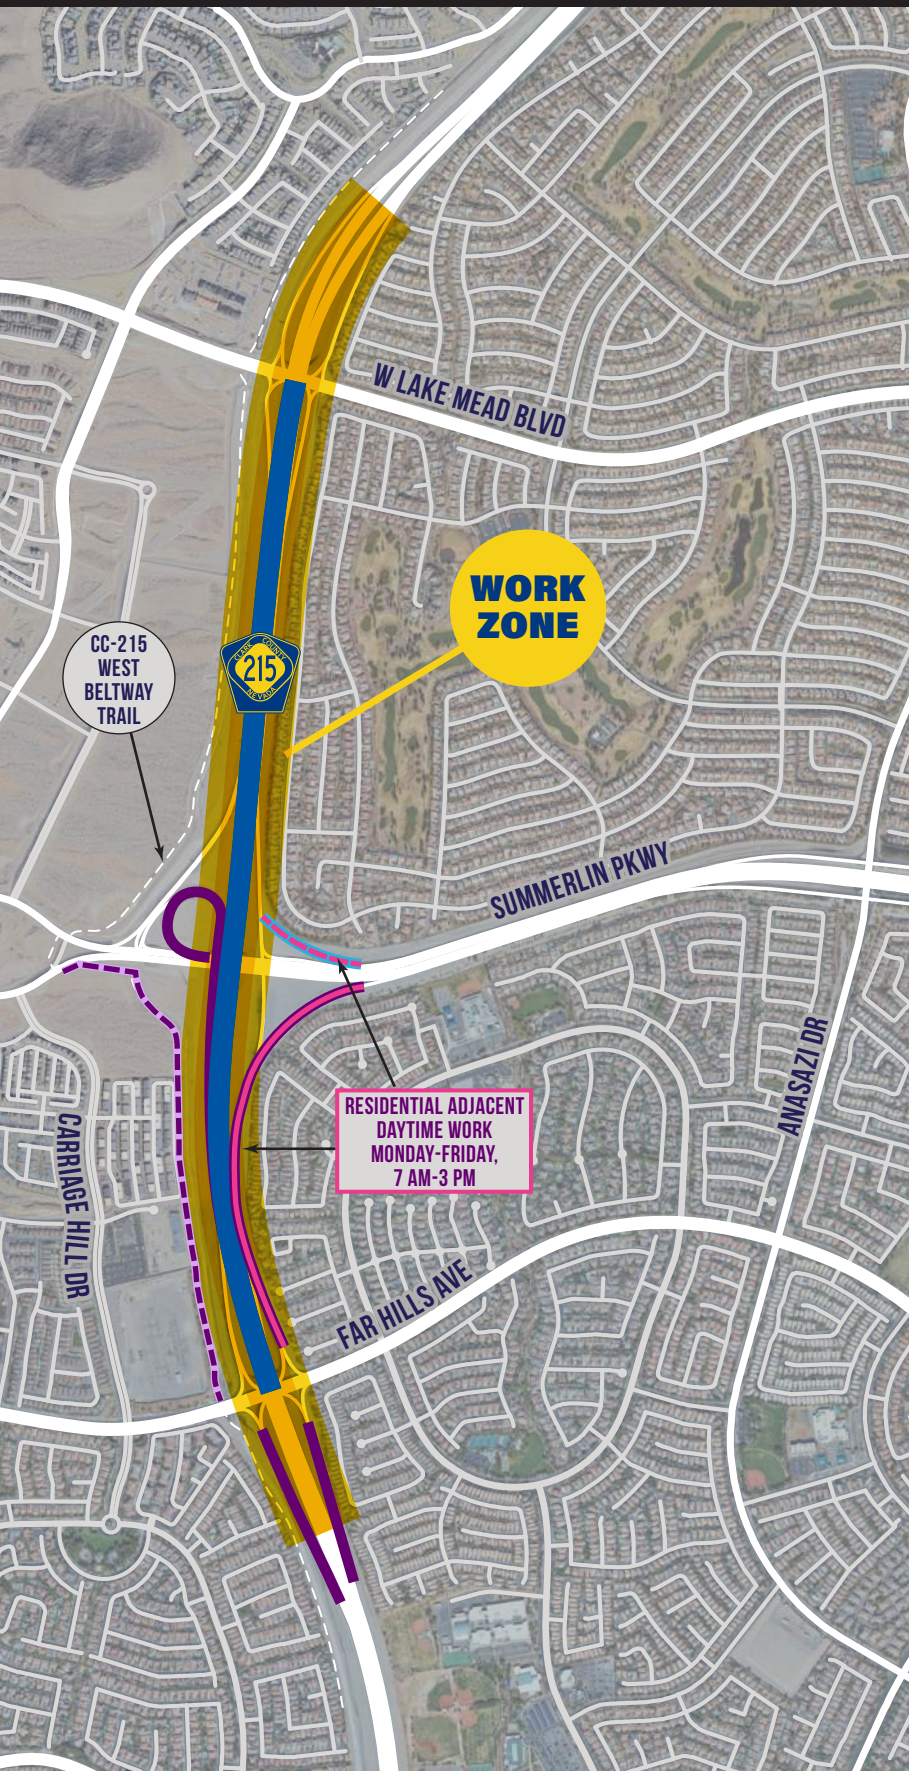 W LAKE MEAD BLVD
WORK
ZONE
CC-215
WEST
BELTWAY
TRAIL
CLARK COUNTY
215
NEVADA
SUMMERLIN PKWY
ANASAZI DR
RESIDENTIAL ADJACENT
DAYTIME WORK
MONDAY-FRIDAY,
7 AM-3 PM
CARRIAGE HILL DR
FAR HILLS AVE